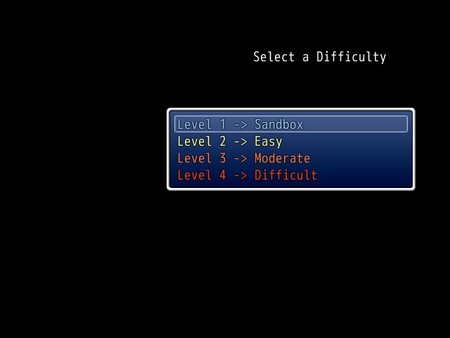 Select a Difficulty
Level 1 -> Sandbox
Level 2 -> Easy
Level 3 -> Moderate
Level 4 -> Difficult